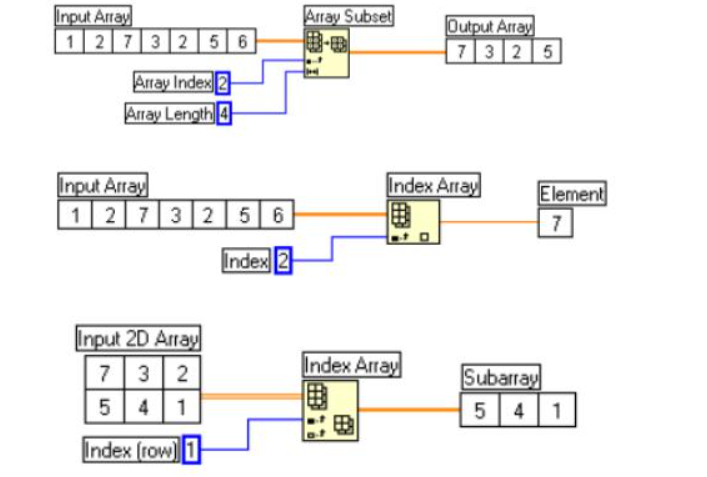 Input Array
Array Subset
Output Array
1 2 7 3 2 5 6
7 3 2 5
Array Index 2
Array Length 4
Input Array
Index Array
Element
1 2 7 3 2 5 6
7
Index 2
Input 2D Array
Index Array
Subarray
7 3 2
5 4 1
5 4 1
Index (row) 1